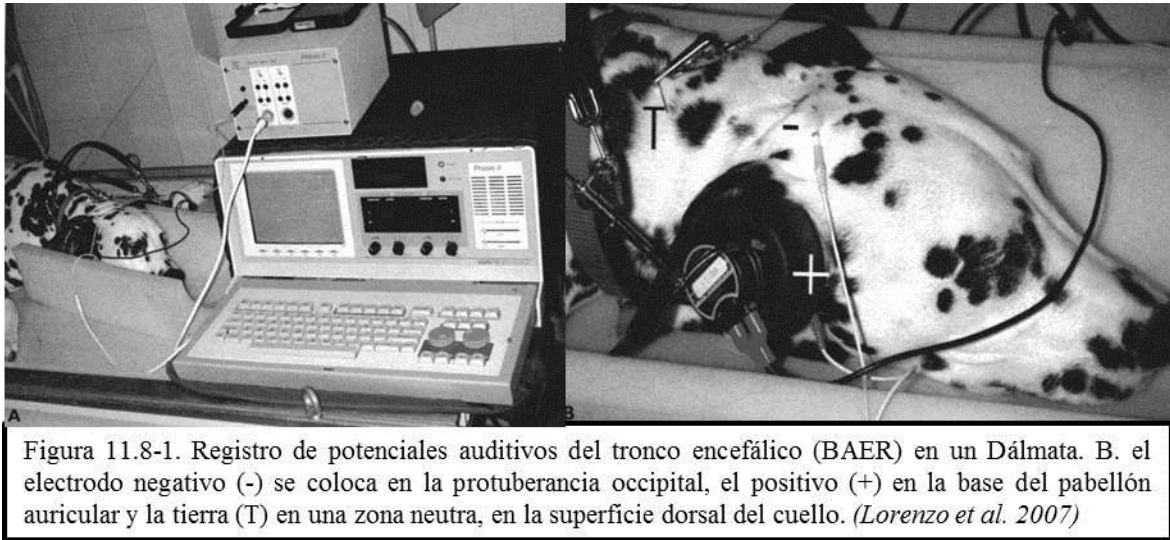 Phasis II
T
-
+
A
B
Figura 11.8-1. Registro de potenciales auditivos del tronco encefálico (BAER) en un Dálmata. B. el
electrodo negativo (-) se coloca en la protuberancia occipital, el positivo (+) en la base del pabellón
auricular y la tierra (T) en una zona neutra, en la superficie dorsal del cuello. (Lorenzo et al. 2007)